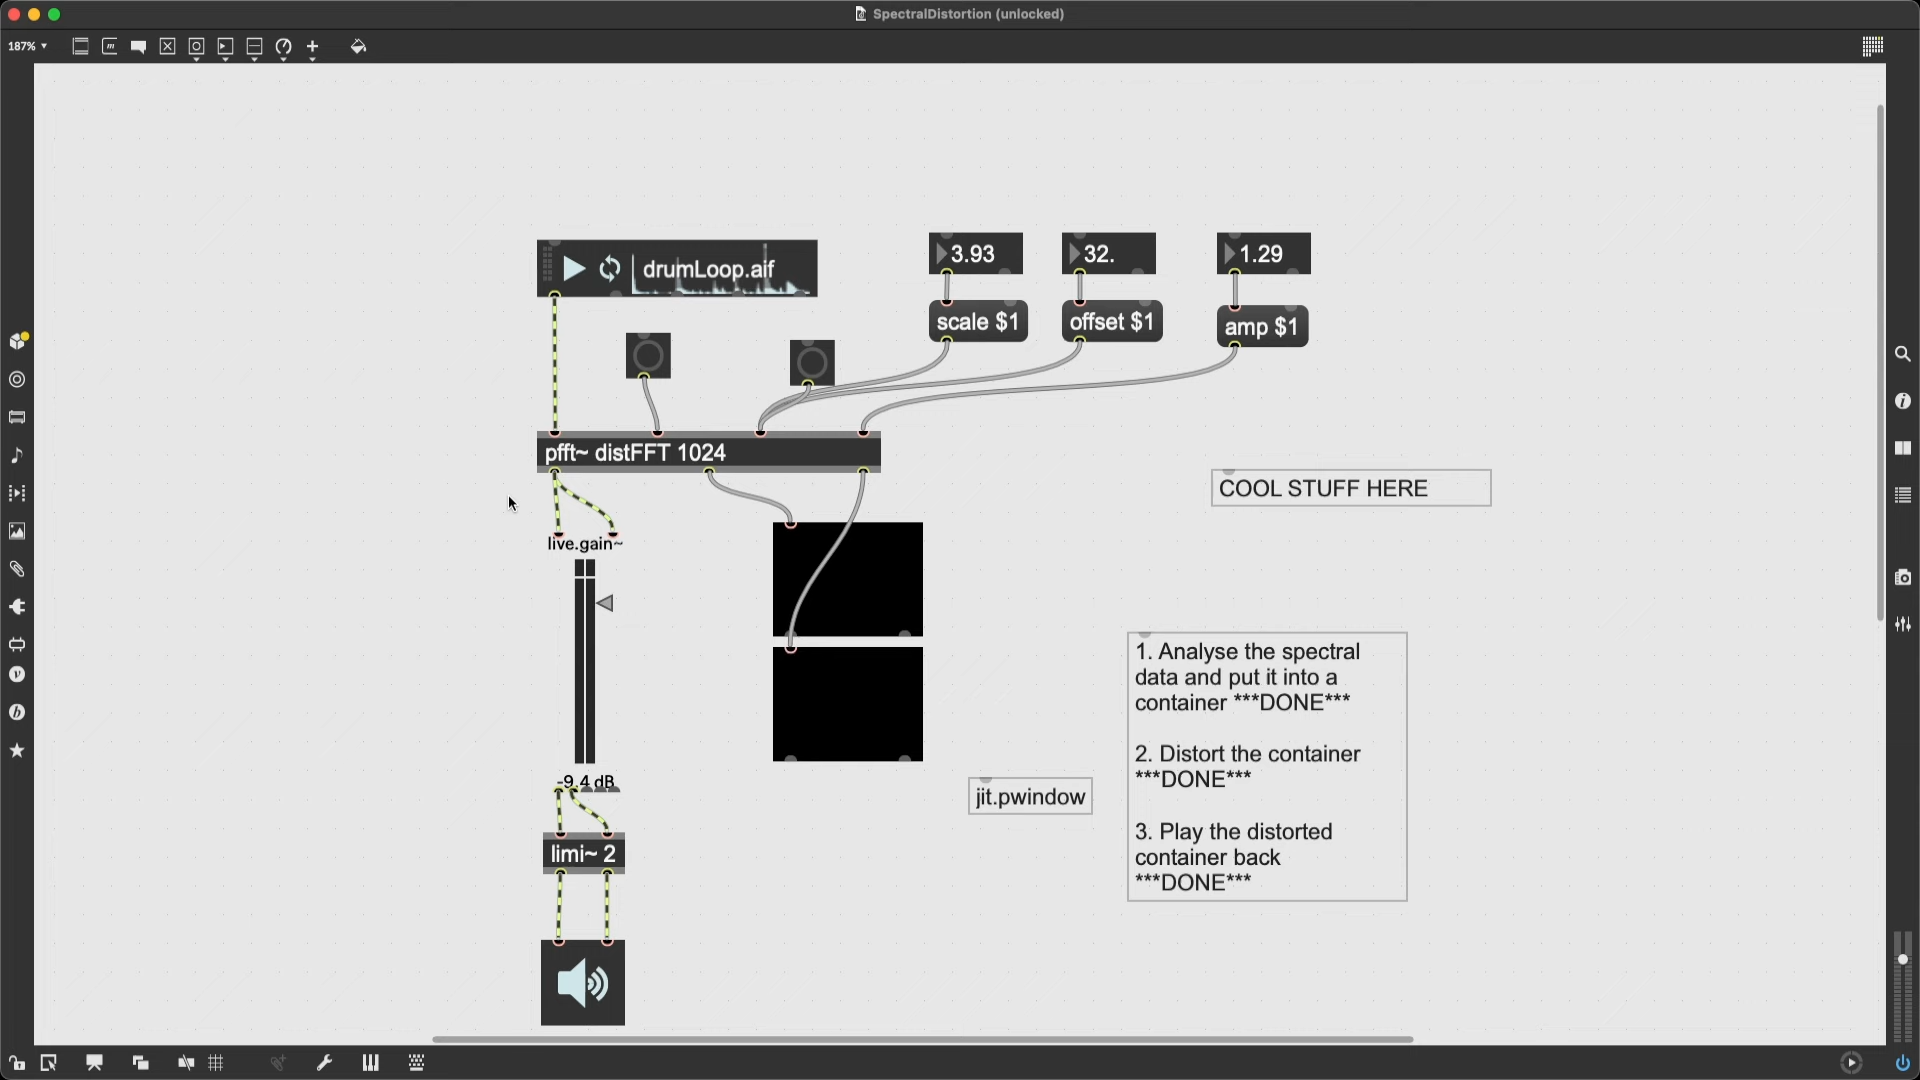 SpectralDistortion (unlocked)
187%
drumLoop.aif
3.93
32.
1.29
scale $1
offset $1
amp $1
pfft~ distFFT 1024
COOL STUFF HERE
live.gain~
1. Analyse the spectral
data and put it into a
container ***DONE***
2. Distort the container
***DONE***
3. Play the distorted
container back
***DONE***
-9.4 dB
jit.pwindow
limi~ 2